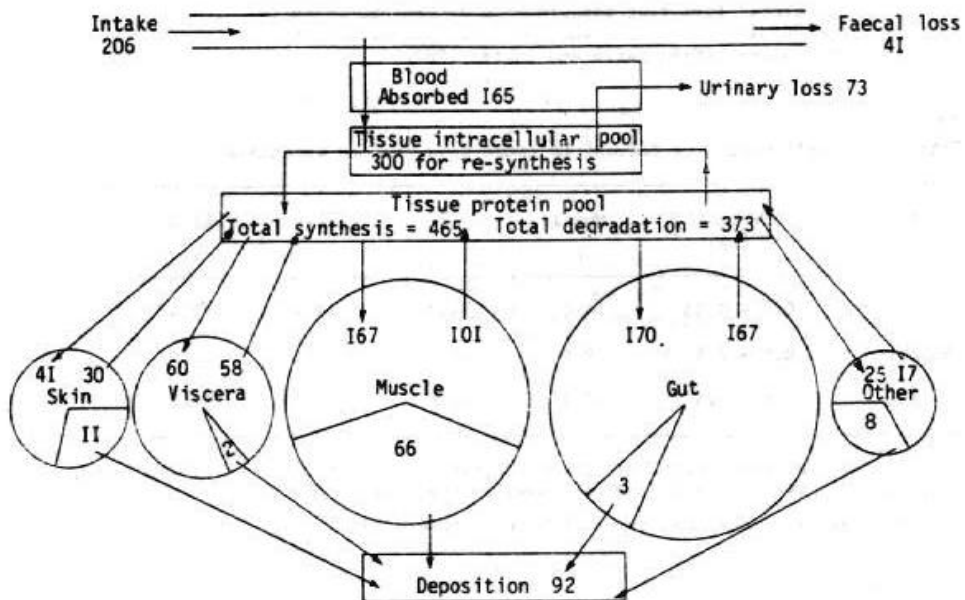 Intake
206
Faecal loss
4I
Blood
Absorbed I65
Urinary loss 73
Tissue intracellular pool
300 for re-synthesis
Tissue protein pool
Total synthesis = 465 Total degradation = 373
4I 30
Skin
II
60 58
Viscera
2
I67 I0I
Muscle
66
I70. I67
Gut
3
25 I7
Other
8
Deposition 92